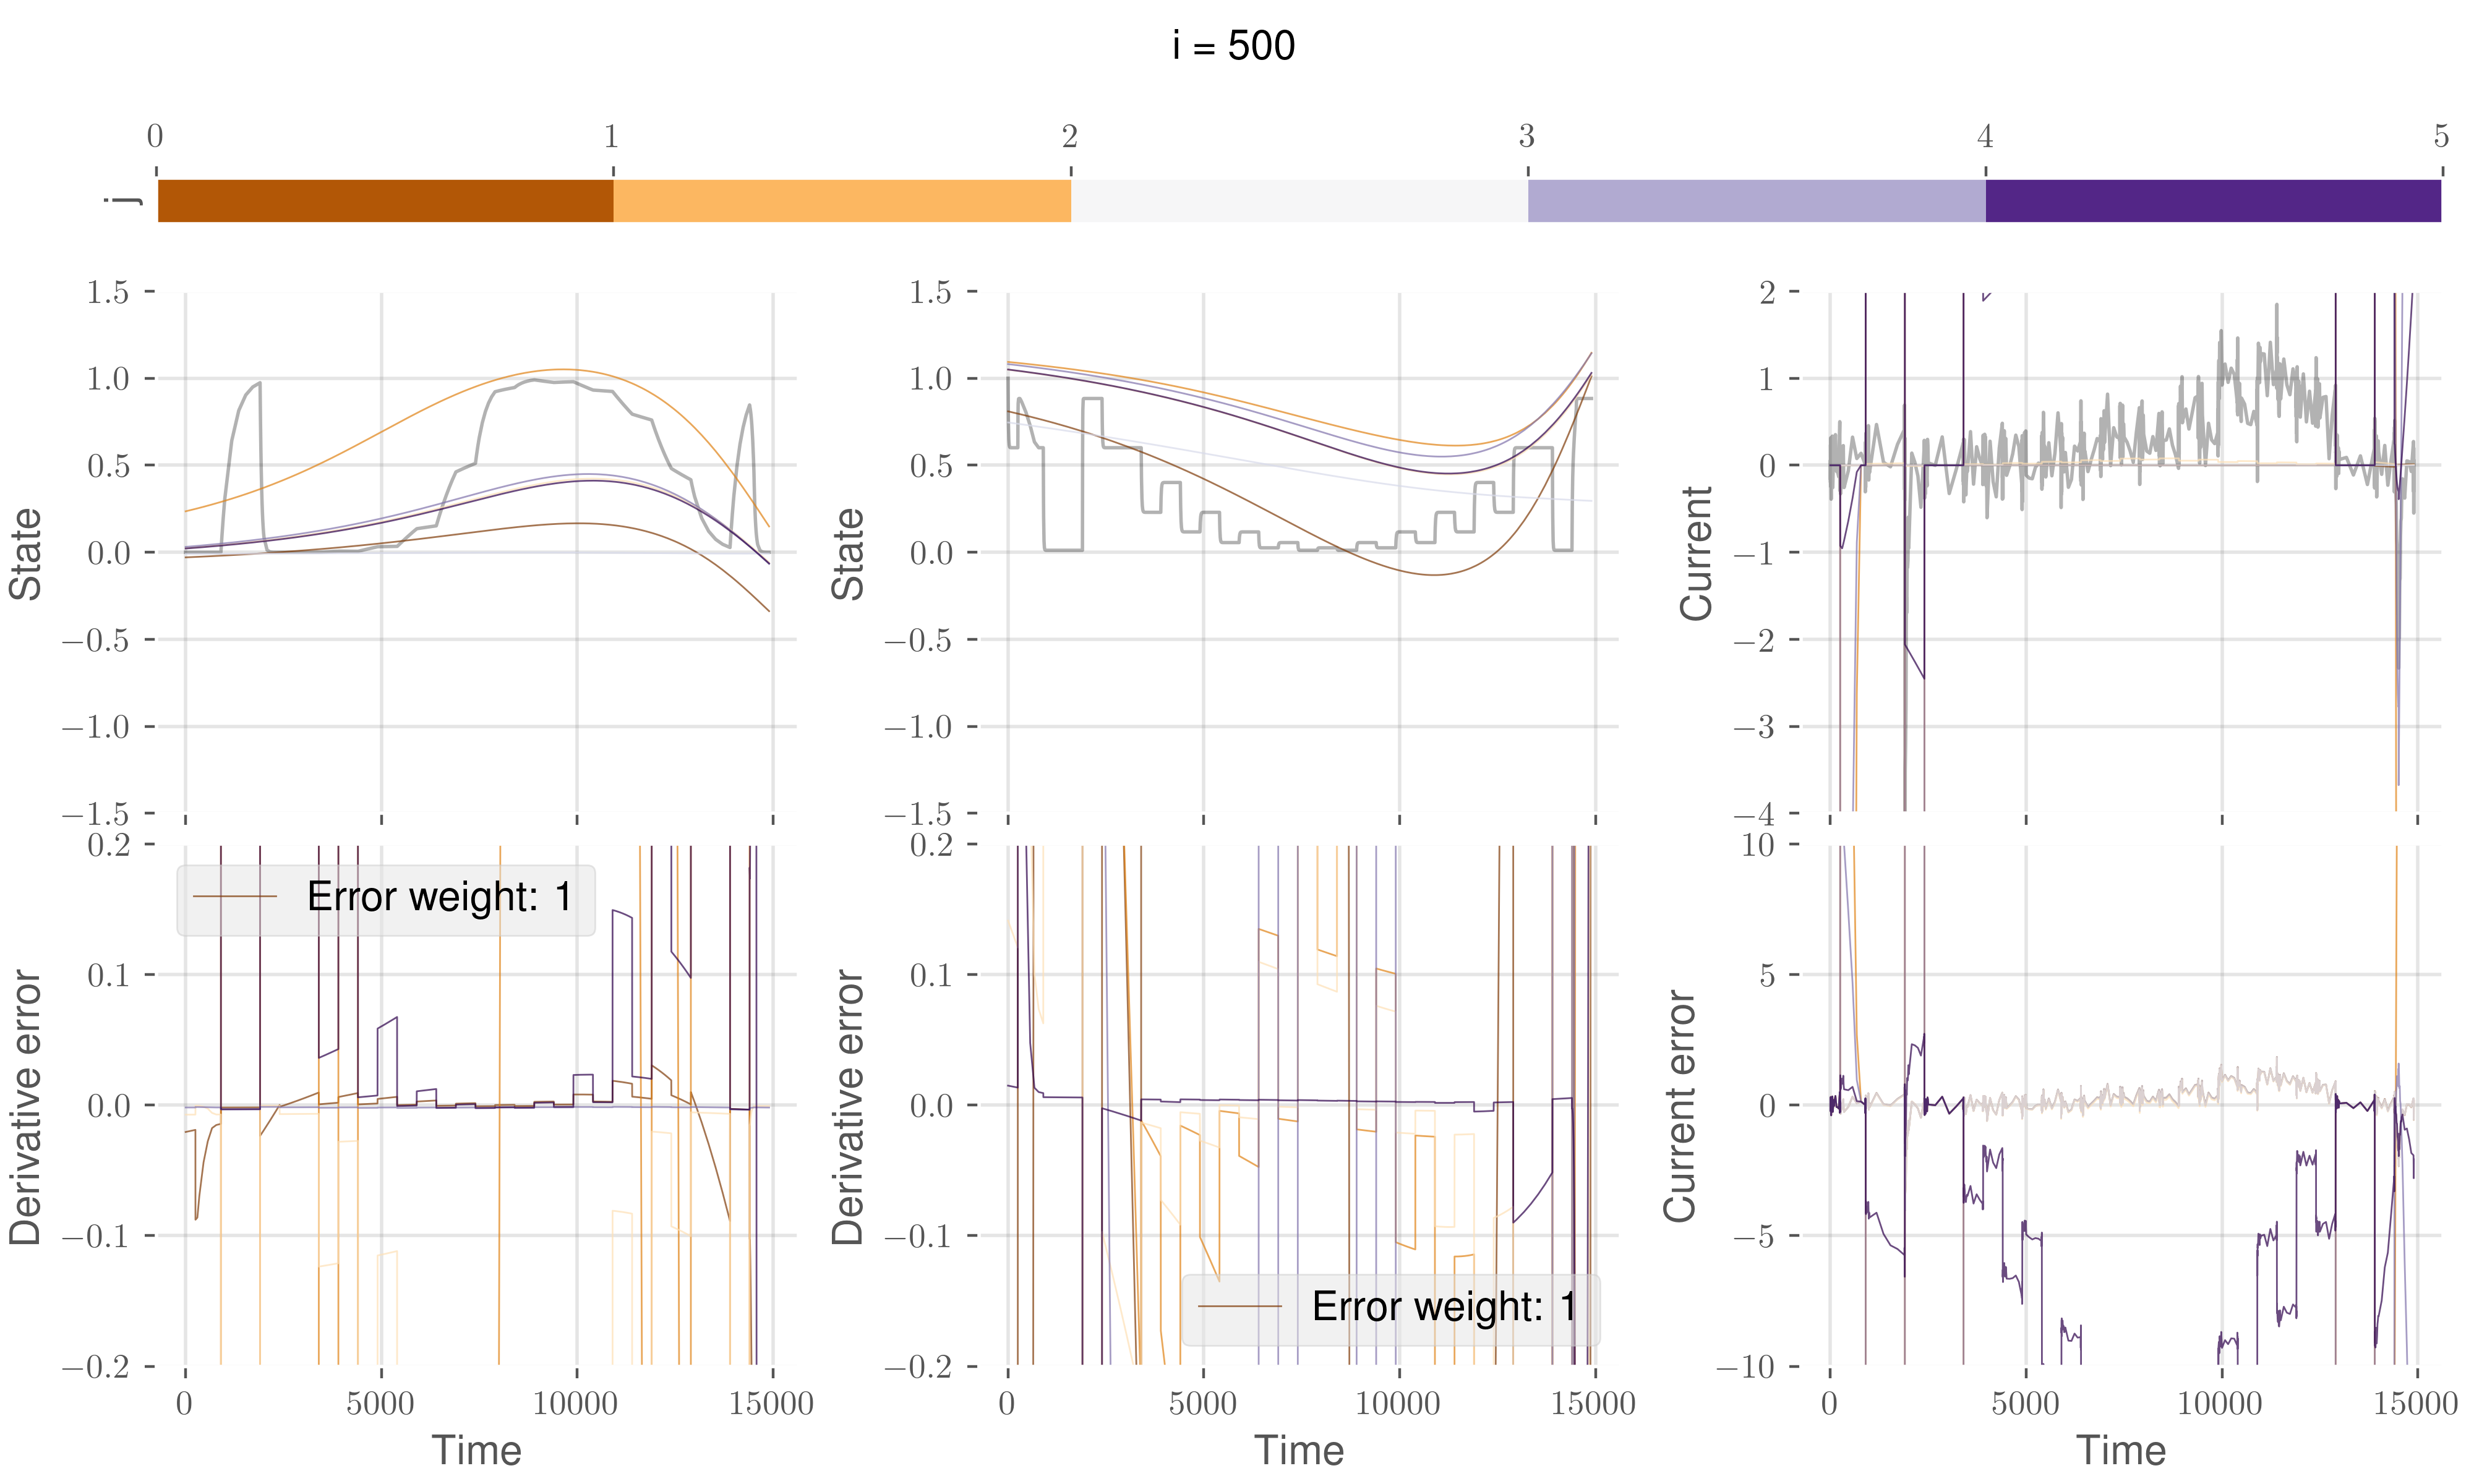 i = 500
0 1 2 3 4 5
j
1.5 1.5 2
1.0 1.0 1
0.5 0.5 0
0.0 0.0 −1
−0.5 −0.5 −2
−1.0 −1.0 −3
−1.5 −1.5 −4
State State Current
0.2 0.2 10
Error weight: 1
0.1 0.1 5
0.0 0.0 0
−0.1 −0.1 −5
Error weight: 1
−0.2 −0.2 −10
Derivative error Derivative error Current error
0 5000 10000 15000 0 5000 10000 15000 0 5000 10000 15000
Time Time Time